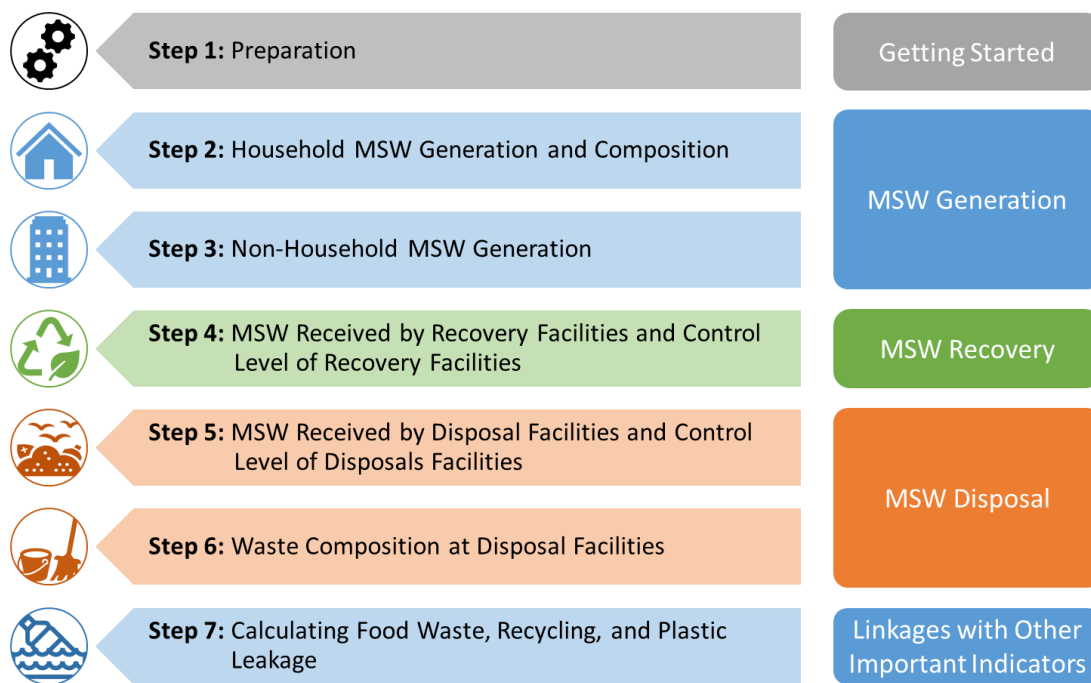 Step 1: Preparation
Getting Started
Step 2: Household MSW Generation and Composition
MSW Generation
Step 3: Non-Household MSW Generation
Step 4: MSW Received by Recovery Facilities and Control
Level of Recovery Facilities
MSW Recovery
Step 5: MSW Received by Disposal Facilities and Control
Level of Disposals Facilities
MSW Disposal
Step 6: Waste Composition at Disposal Facilities
Step 7: Calculating Food Waste, Recycling, and Plastic
Leakage
Linkages with Other
Important Indicators